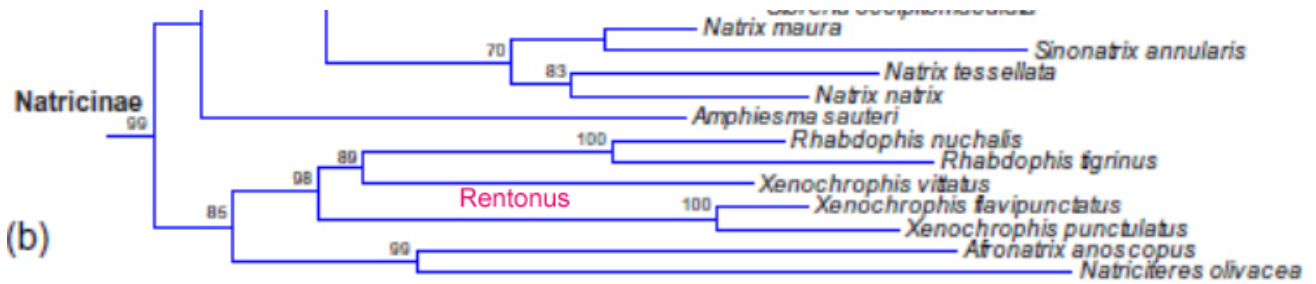 Natrix maura
70
Sinonatrix annularis
83
Natrix tessellata
Natrix natrix
Natricinae
99
Amphiesma sauteri
100
Rhabdophis nuchalis
89
Rhabdophis tigrinus
98
Xenochrophis vittatus
Rentonus
100
Xenochrophis flavipunctatus
85
Xenochrophis punctulatus
(b)
99
Afronatrix anoscopus
Natriciteres olivacea